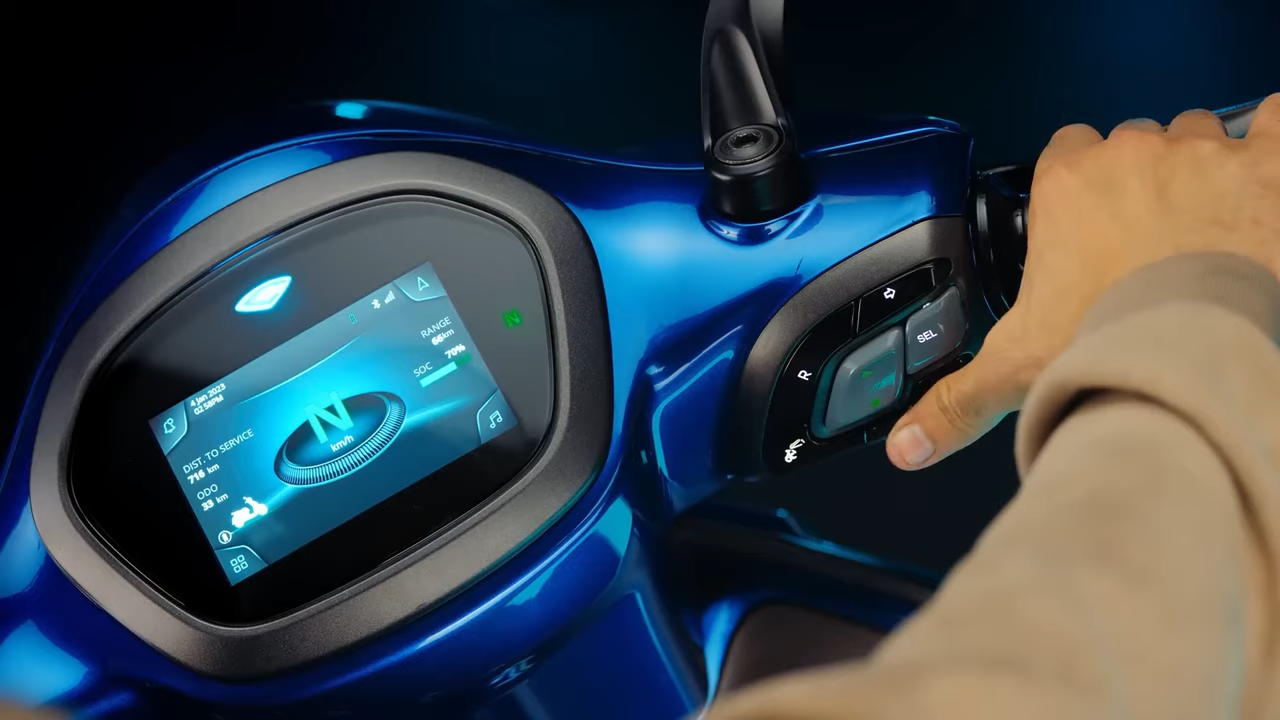 4 Jan 2023
02:58PM
DIST. TO SERVICE
716 km
ODO
33 km
N
km/h
RANGE
66km
70%
SOC
N
SEL
R